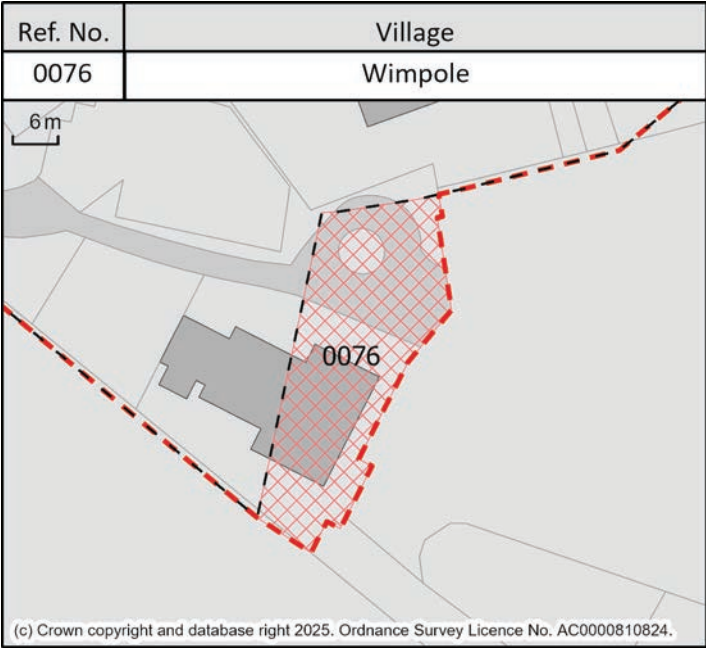 Ref. No. Village
0076 Wimpole
6 m
0076
(c) Crown copyright and database right 2025. Ordnance Survey Licence No. AC0000810824.